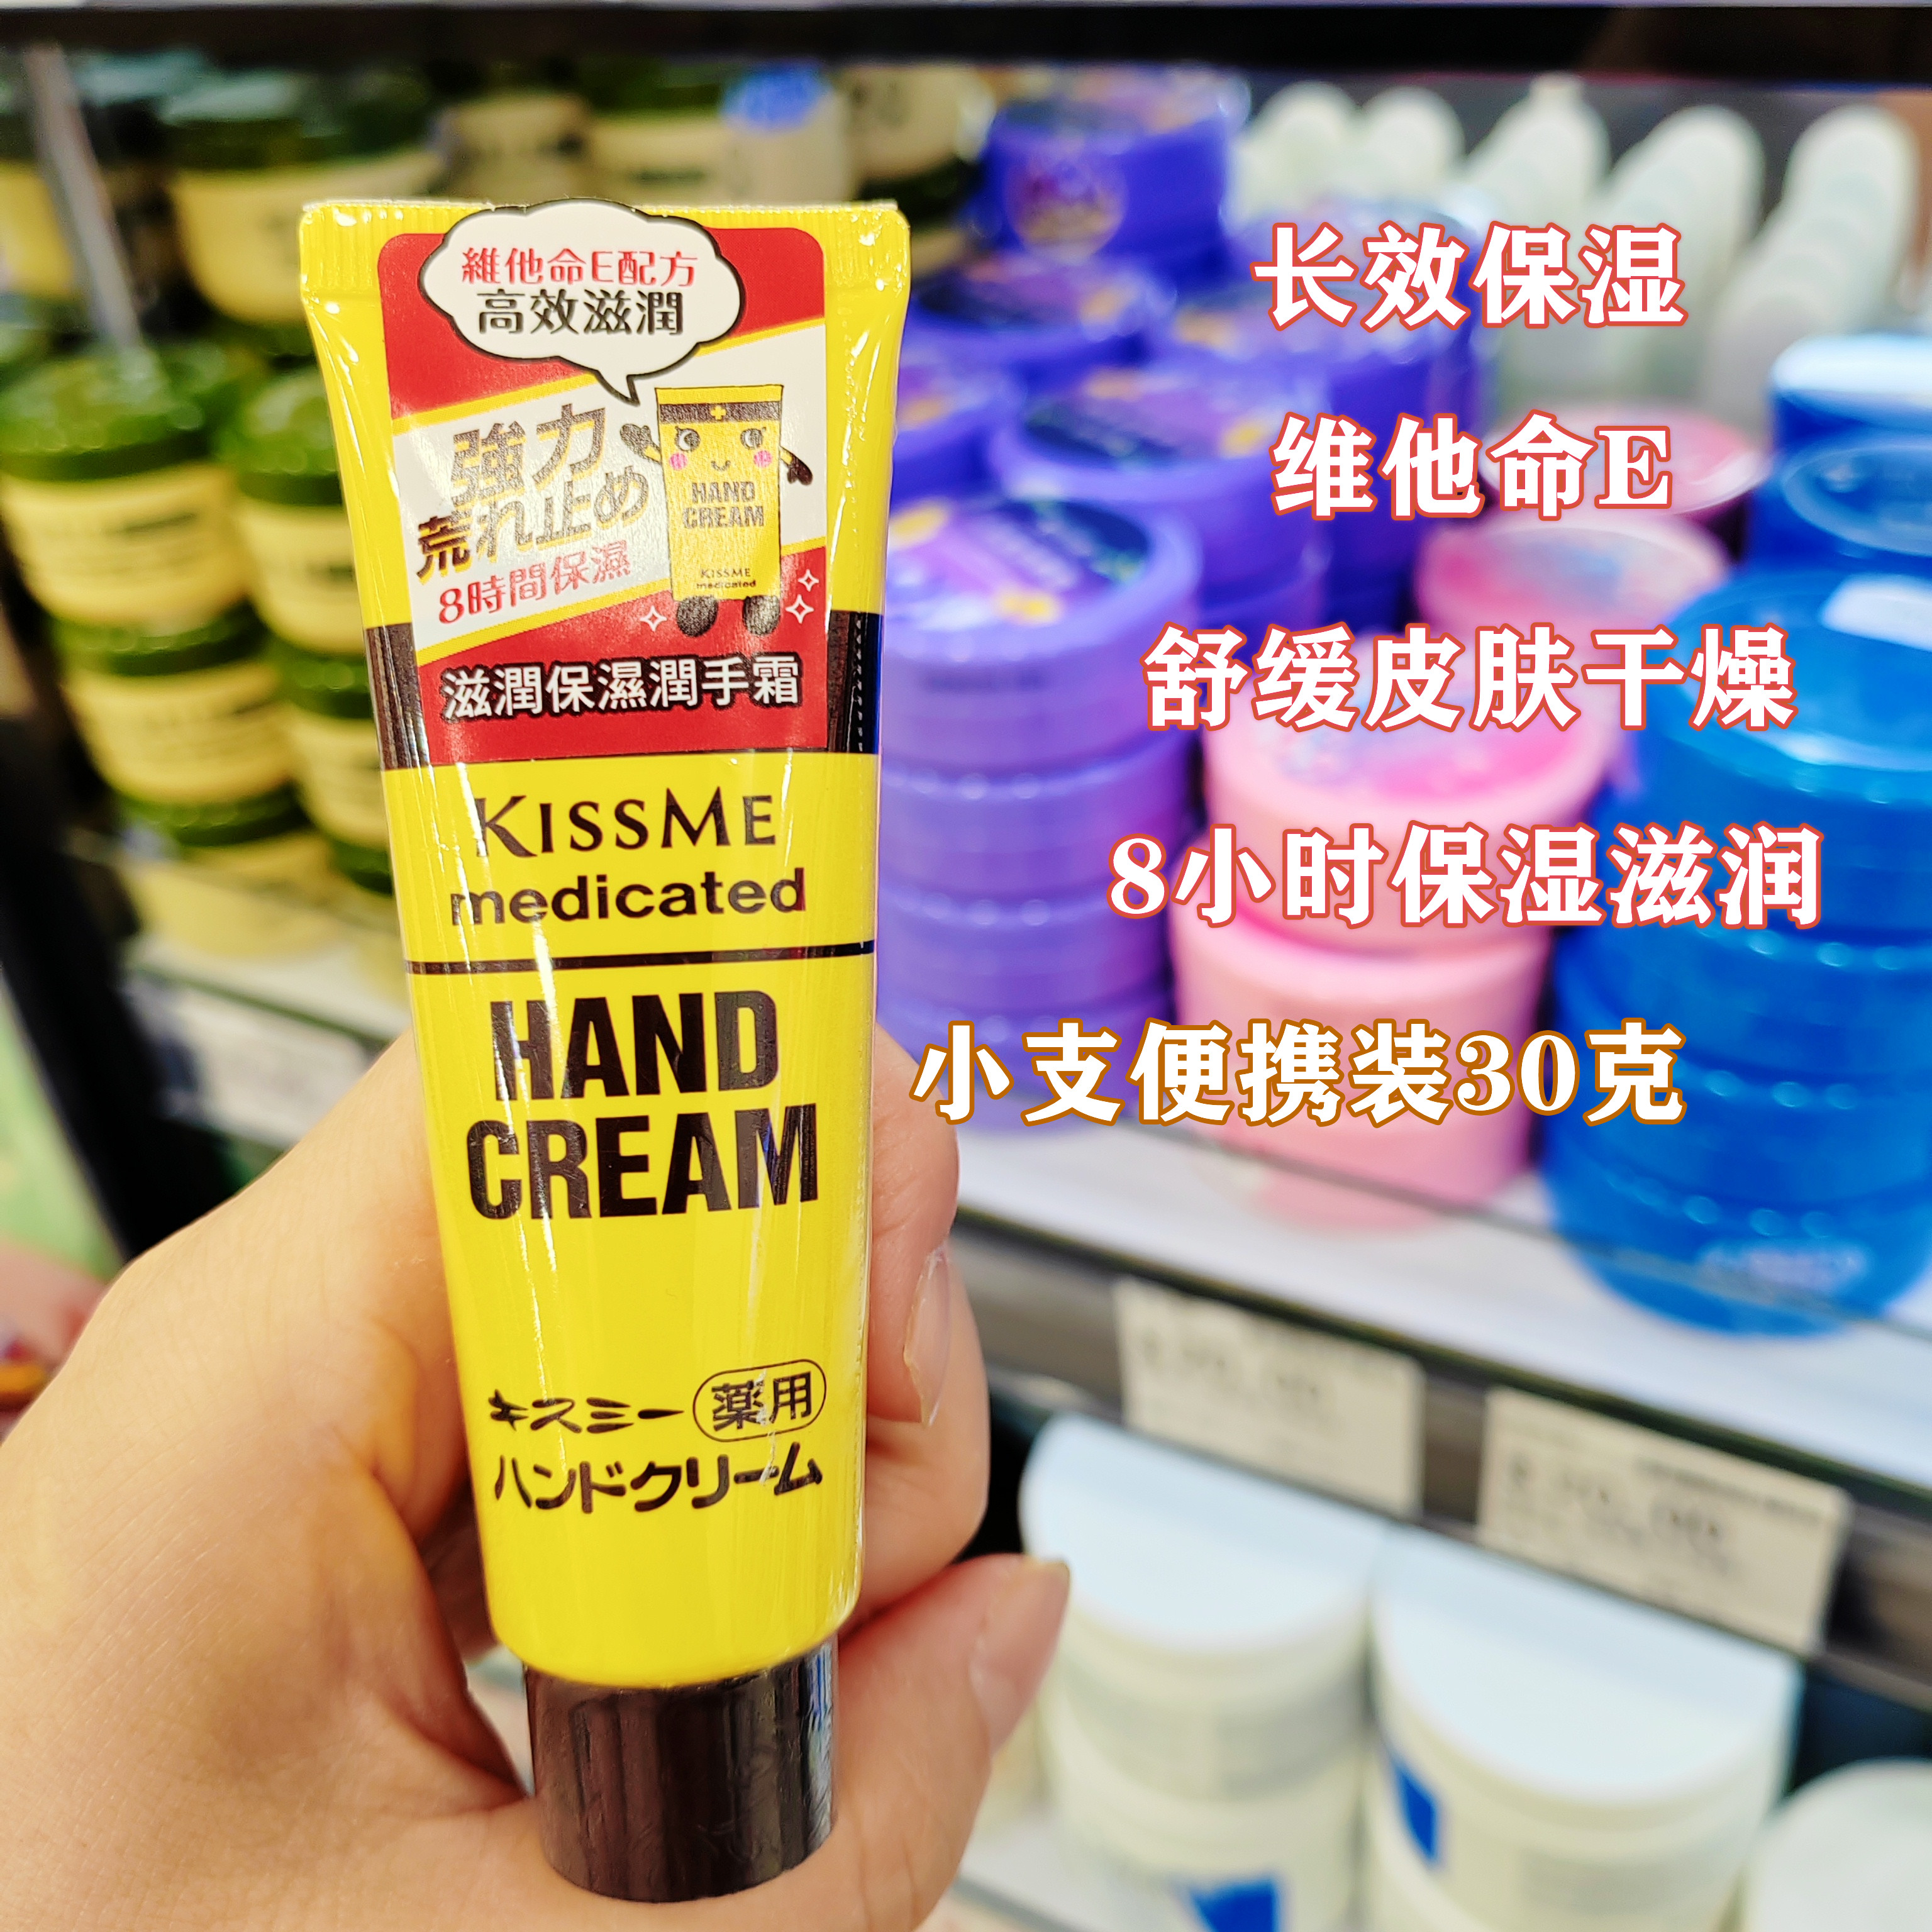 維他命E配方
高效滋潤
強力
荒れ止め
8時間保濕
HAND
CREAM
KISSME
medicated
滋潤保濕潤手霜
KISSME
medicated
HAND
CREAM
キスミー 薬用
ハンドクリーム
长效保湿
维他命E
舒缓皮肤干燥
8小时保湿滋润
小支便携装30克